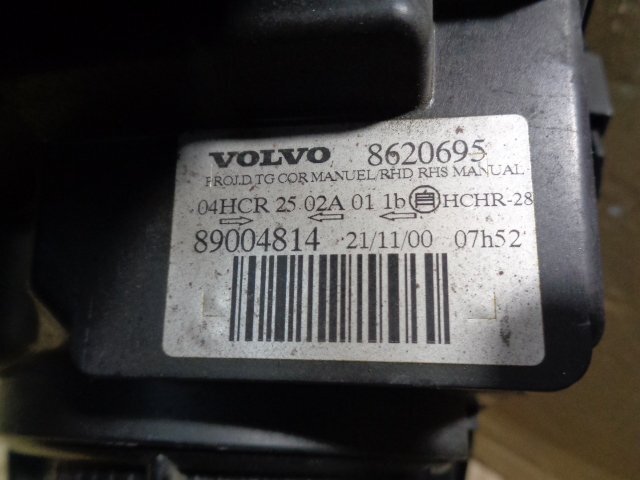 VOLVO 8620695
PROJ.D TG COR MANUEL/RHD RHS MANUAL
04HCR 25 02A 01 1b 自 HCHR-28
89004814 21/11/00 07h52